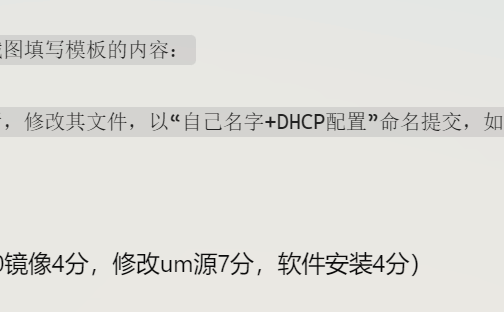 图填写模板的内容：
，修改其文件，以“自己名字+DHCP配置”命名提交，如
0镜像4分，修改um源7分，软件安装4分）